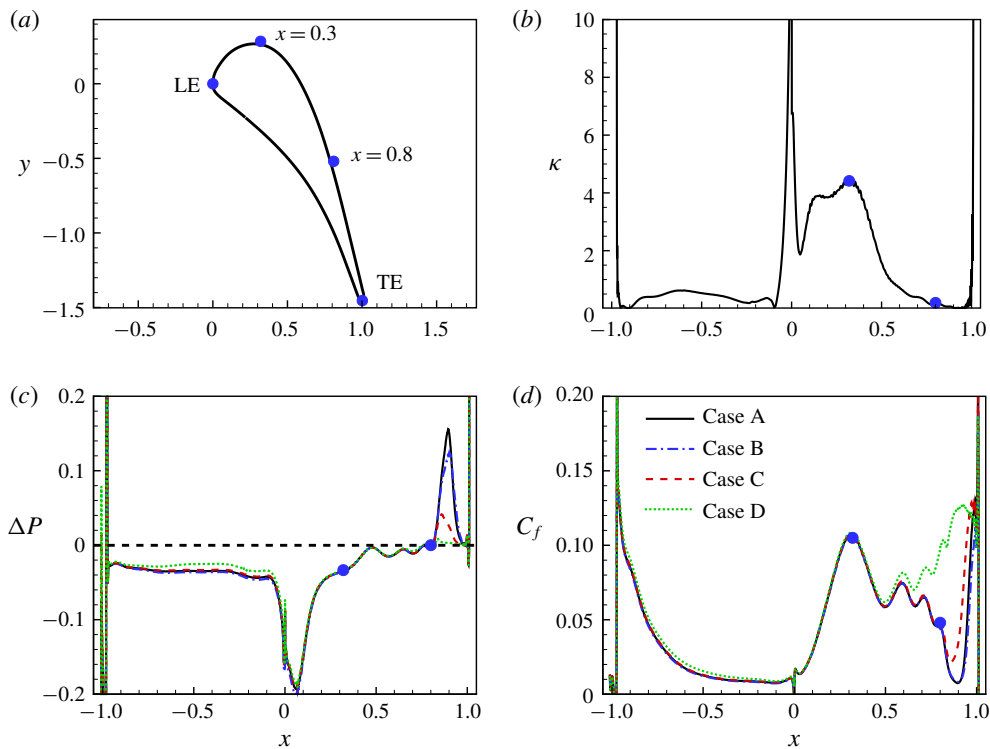 (a)
x = 0.3
0
LE
x = 0.8
y
−0.5
−1.0
TE
−1.5
0
0.5
1.0
1.5
−0.5
(b)
10
8
6
κ
4
2
0
−1.0
−0.5
0
0.5
1.0
(c)
0.2
0.1
ΔP
0
−0.1
−0.2
−1.0
−0.5
0
0.5
1.0
x
(d)
0.20
Case A
0.15
Case B
Case C
Case D
C_f
0.10
0.05
0
−1.0
−0.5
0
0.5
1.0
x